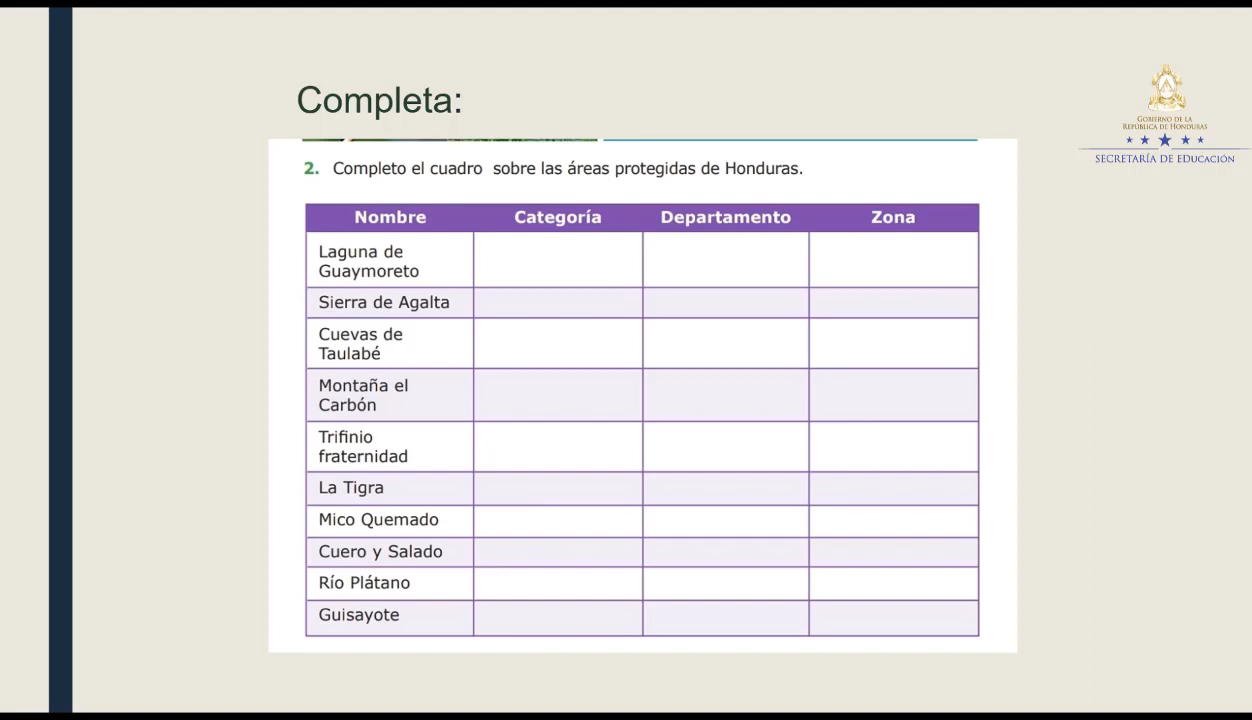 Completa:
GOBIERNO DE LA
REPÚBLICA DE HONDURAS
SECRETARÍA DE EDUCACIÓN
2. Completo el cuadro sobre las áreas protegidas de Honduras.
Nombre Categoría Departamento Zona
Laguna de
Guaymoreto
Sierra de Agalta
Cuevas de
Taulabé
Montaña el
Carbón
Trifinio
fraternidad
La Tigra
Mico Quemado
Cuero y Salado
Río Plátano
Guisayote